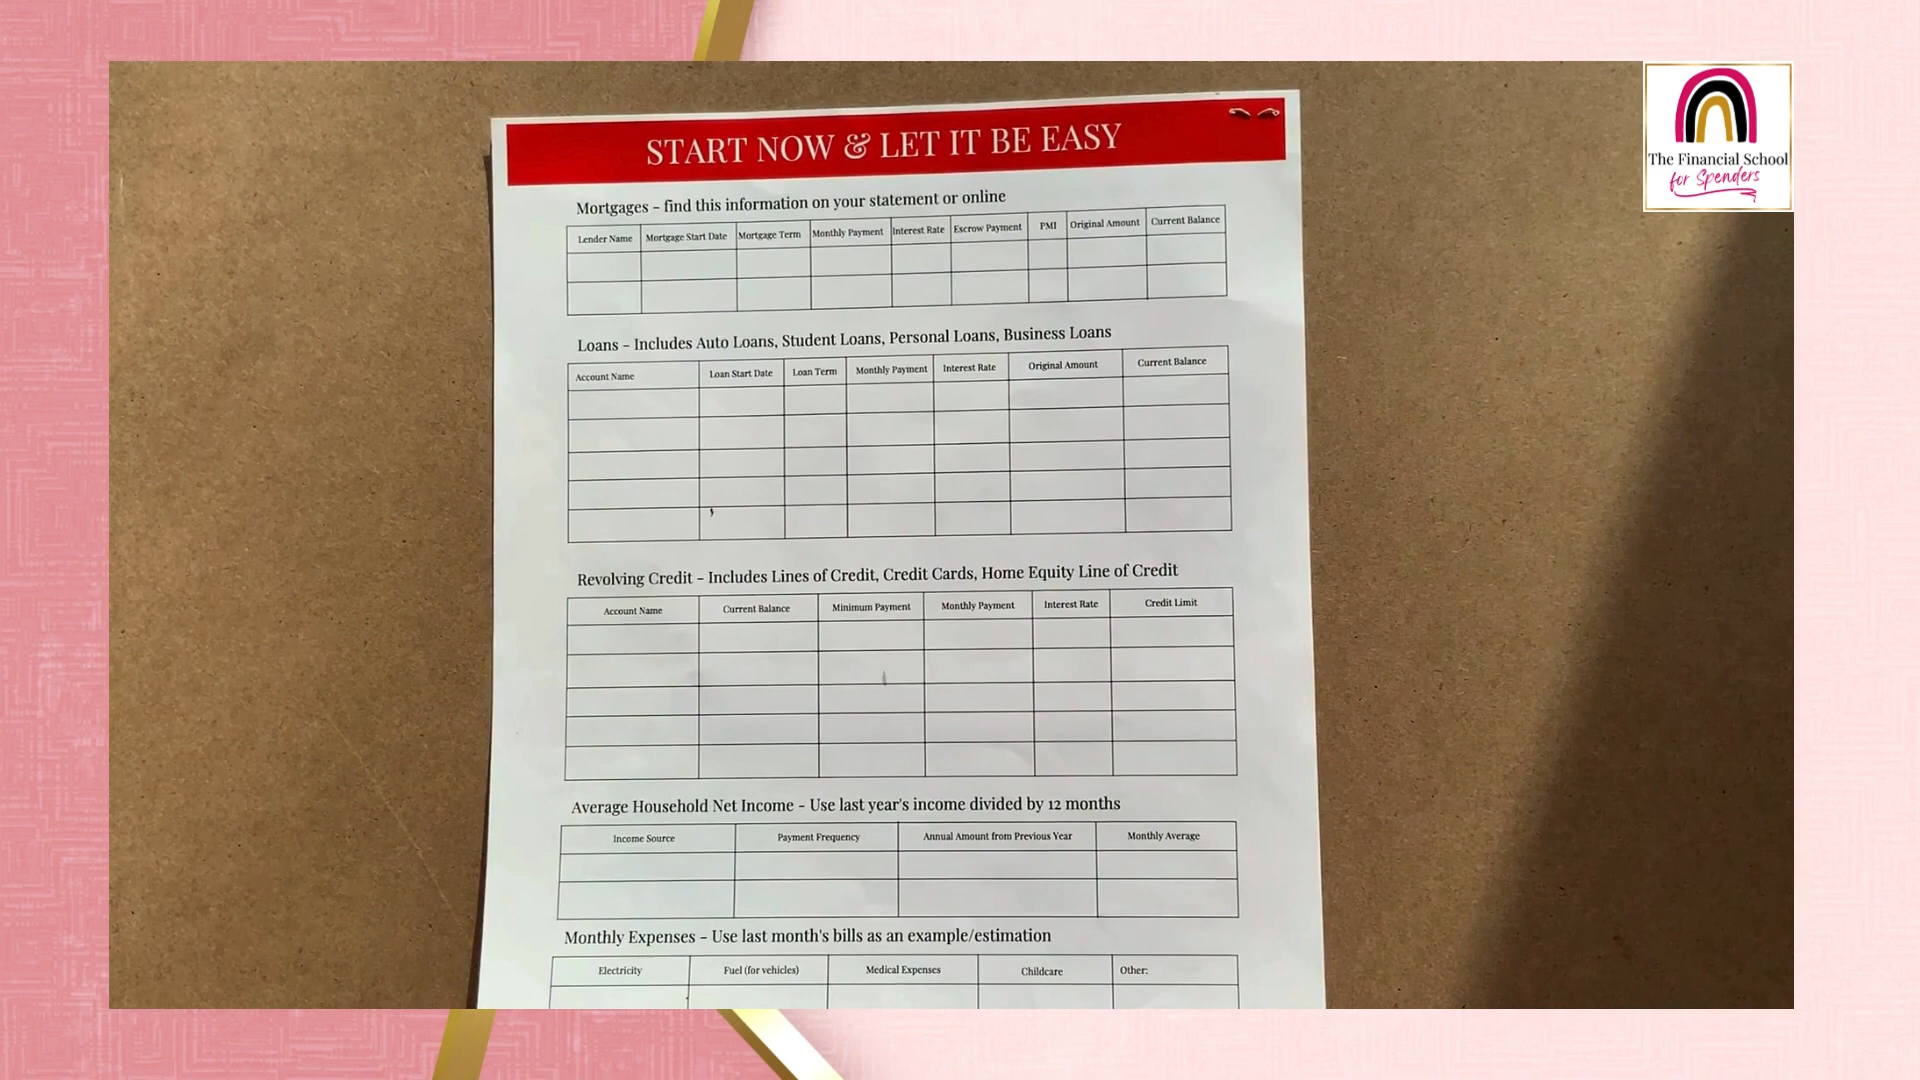 START NOW & LET IT BE EASY
The Financial School
for Spenders
Mortgages – find this information on your statement or online
Lender Name Mortgage Start Date Mortgage Term Monthly Payment Interest Rate Escrow Payment PMI Original Amount Current Balance
Loans – Includes Auto Loans, Student Loans, Personal Loans, Business Loans
Account Name Loan Start Date Loan Term Monthly Payment Interest Rate Original Amount Current Balance
Revolving Credit – Includes Lines of Credit, Credit Cards, Home Equity Line of Credit
Account Name Current Balance Minimum Payment Monthly Payment Interest Rate Credit Limit
Average Household Net Income – Use last year's income divided by 12 months
Income Source Payment Frequency Annual Amount from Previous Year Monthly Average
Monthly Expenses – Use last month's bills as an example/estimation
Electricity Fuel (for vehicles) Medical Expenses Childcare Other: